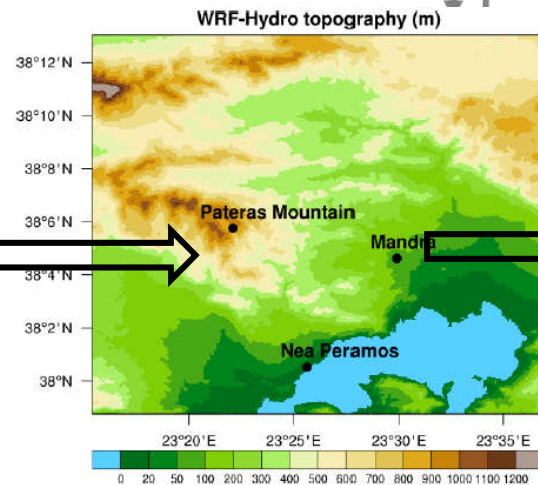 WRF-Hydro topography (m)
38°12'N
38°10'N
38°8'N
38°6'N
38°4'N
38°2'N
38°N
Pateras Mountain
Mandra
Nea Peramos
23°20'E 23°25'E 23°30'E 23°35'E
0 20 50 100 200 300 400 500 600 700 800 900 1000 1100 1200